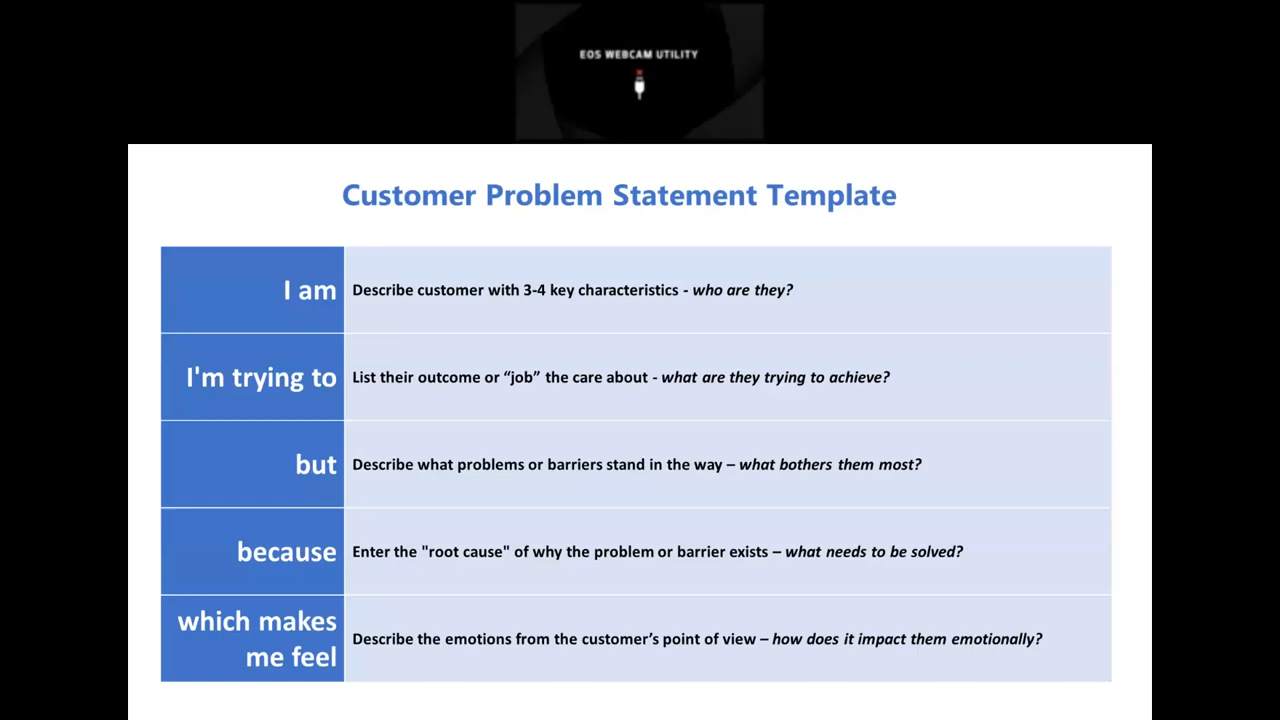 EOS WEBCAM UTILITY
Customer Problem Statement Template
I am
Describe customer with 3-4 key characteristics - who are they?
I'm trying to
List their outcome or “job” the care about - what are they trying to achieve?
but
Describe what problems or barriers stand in the way – what bothers them most?
because
Enter the "root cause" of why the problem or barrier exists – what needs to be solved?
which makes
me feel
Describe the emotions from the customer’s point of view – how does it impact them emotionally?